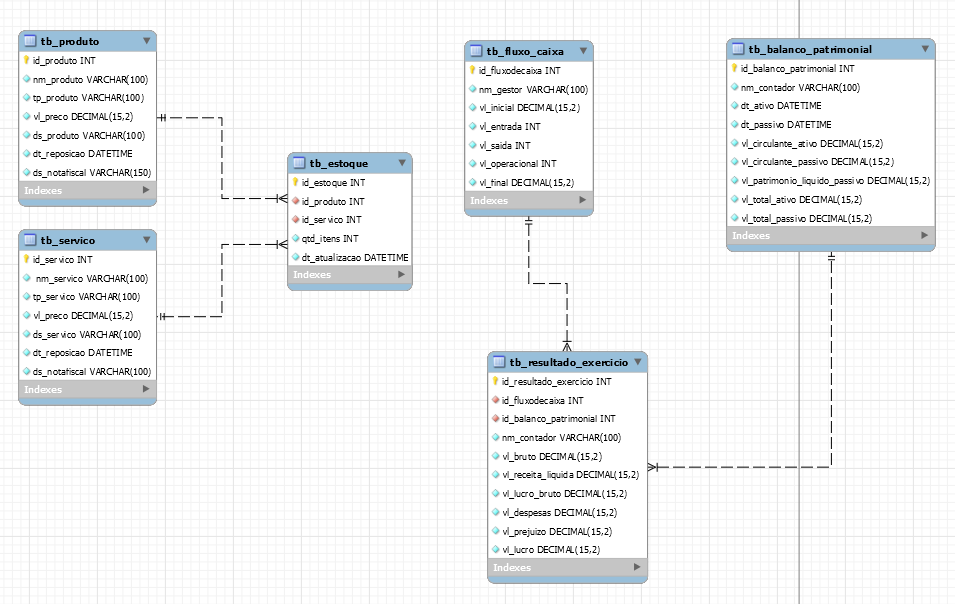 tb_produto
id_produto INT
nm_produto VARCHAR(100)
tp_produto VARCHAR(100)
vl_preco DECIMAL(15,2)
ds_produto VARCHAR(100)
dt_reposicao DATETIME
ds_notafiscal VARCHAR(150)
Indexes
tb_servico
id_servico INT
nm_servico VARCHAR(100)
tp_servico VARCHAR(100)
vl_preco DECIMAL(15,2)
ds_servico VARCHAR(100)
dt_reposicao DATETIME
ds_notafiscal VARCHAR(100)
Indexes
tb_estoque
id_estoque INT
id_produto INT
id_servico INT
qtd_itens INT
dt_atualizacao DATETIME
Indexes
tb_fluxo_caixa
id_fluxodecaixa INT
nm_gestor VARCHAR(100)
vl_inicial DECIMAL(15,2)
vl_entrada INT
vl_saida INT
vl_operacional INT
vl_final DECIMAL(15,2)
Indexes
tb_resultado_exercicio
id_resultado_exercicio INT
id_fluxodecaixa INT
id_balanco_patrimonial INT
nm_contador VARCHAR(100)
vl_bruto DECIMAL(15,2)
vl_receita_liquida DECIMAL(15,2)
vl_lucro_bruto DECIMAL(15,2)
vl_despesas DECIMAL(15,2)
vl_prejuizo DECIMAL(15,2)
vl_lucro DECIMAL(15,2)
Indexes
tb_balanco_patrimonial
id_balanco_patrimonial INT
nm_contador VARCHAR(100)
dt_ativo DATETIME
dt_passivo DATETIME
vl_circulante_ativo DECIMAL(15,2)
vl_circulante_passivo DECIMAL(15,2)
vl_patrimonio_liquido_passivo DECIMAL(15,2)
vl_total_ativo DECIMAL(15,2)
vl_total_passivo DECIMAL(15,2)
Indexes